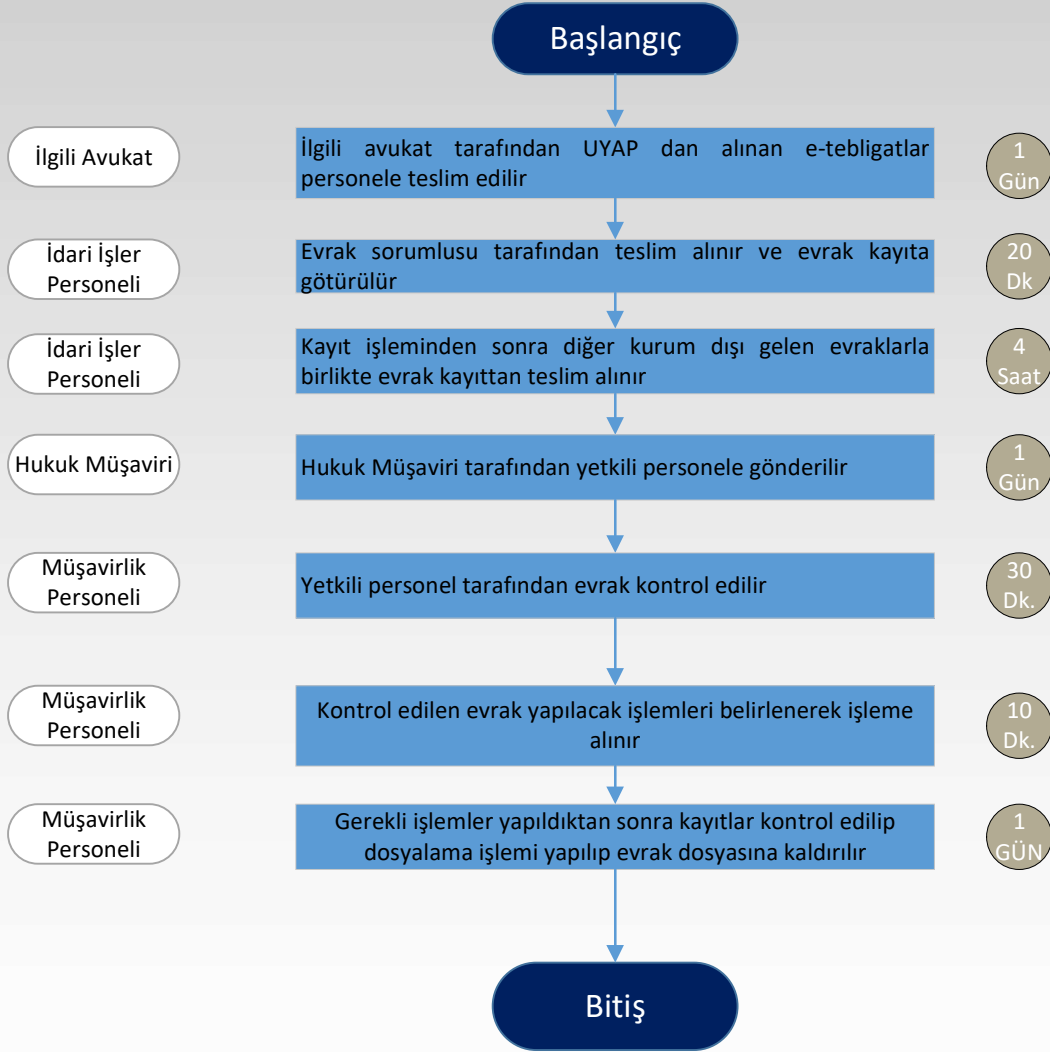 Başlangıç
İlgili Avukat
İlgili avukat tarafından UYAP dan alınan e-tebligatlar
personele teslim edilir
1
Gün
İdari İşler
Personeli
Evrak sorumlusu tarafından teslim alınır ve evrak kayıta
götürülür
20
Dk
İdari İşler
Personeli
Kayıt işleminden sonra diğer kurum dışı gelen evraklarla
birlikte evrak kayıttan teslim alınır
4
Saat
Hukuk Müşaviri
Hukuk Müşaviri tarafından yetkili personele gönderilir
1
Gün
Müşavirlik
Personeli
Yetkili personel tarafından evrak kontrol edilir
30
Dk.
Müşavirlik
Personeli
Kontrol edilen evrak yapılacak işlemleri belirlenerek işleme
alınır
10
Dk.
Müşavirlik
Personeli
Gerekli işlemler yapıldıktan sonra kayıtlar kontrol edilip
dosyalama işlemi yapılıp evrak dosyasına kaldırılır
1
GÜN
Bitiş